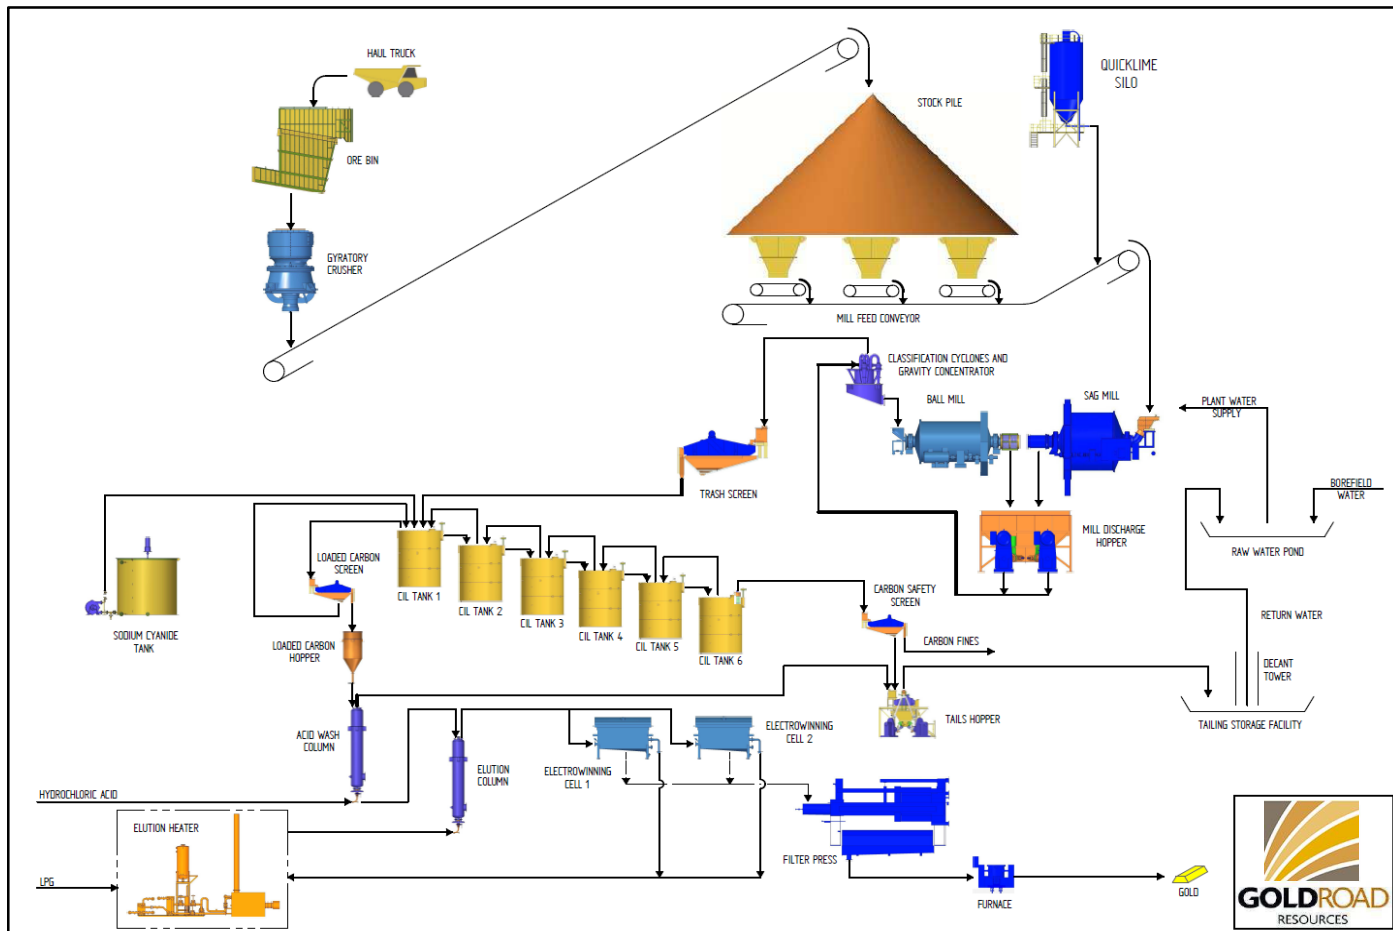 HAUL TRUCK
ORE BIN
GYRATORY
CRUSHER
STOCK PILE
QUICKLIME
SILO
MILL FEED CONVEYOR
CLASSIFICATION CYCLONES AND
GRAVITY CONCENTRATOR
BALL MILL
SAG MILL
PLANT WATER
SUPPLY
TRASH SCREEN
BOREFIELD
WATER
MILL DISCHARGE
HOPPER
RAW WATER POND
LOADED CARBON
SCREEN
CIL TANK 1
CIL TANK 2
CIL TANK 3
CIL TANK 4
CIL TANK 5
CIL TANK 6
CARBON SAFETY
SCREEN
CARBON FINES
SODIUM CYANIDE
TANK
LOADED CARBON
HOPPER
RETURN WATER
DECANT
TOWER
TAILS HOPPER
TAILING STORAGE FACILITY
ACID WASH
COLUMN
ELUTION
COLUMN
ELECTROWINNING
CELL 1
ELECTROWINNING
CELL 2
HYDROCHLORIC ACID
ELUTION HEATER
LPG
FILTER PRESS
FURNACE
GOLD
GOLDROAD
RESOURCES